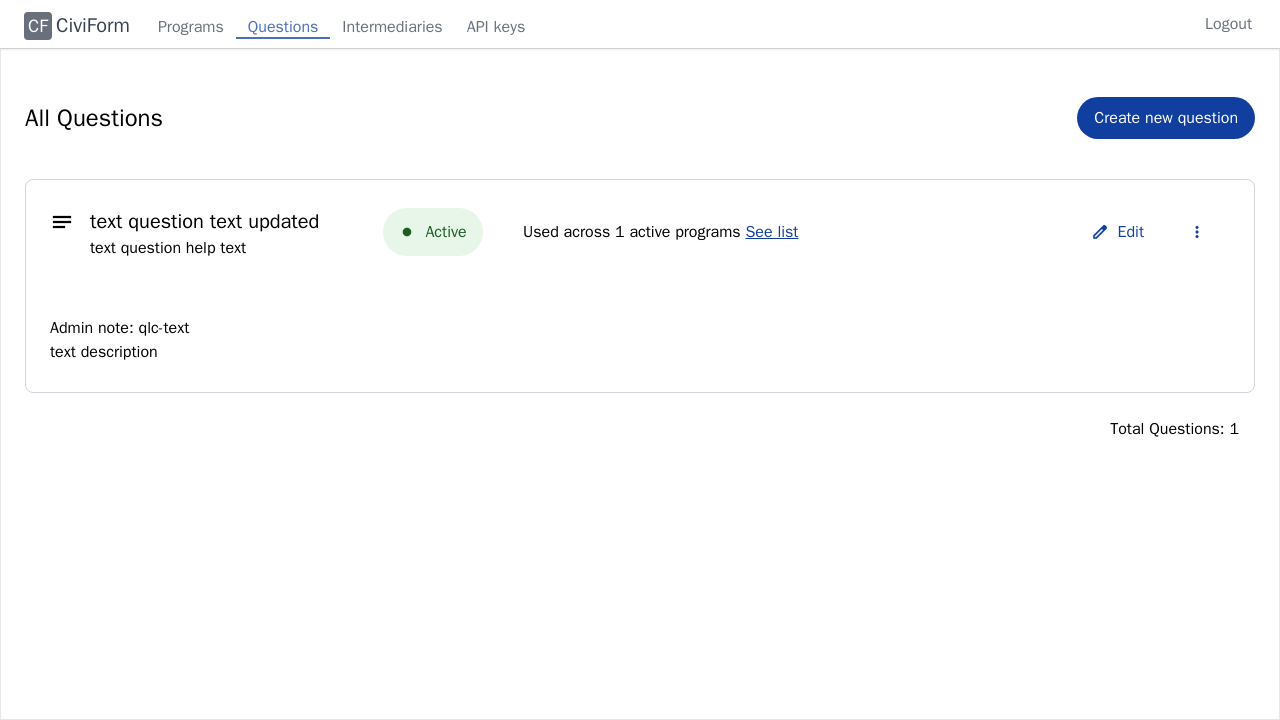 CF CiviForm Programs Questions Intermediaries API keys Logout
All Questions Create new question
text question text updated
text question help text
Active
Used across 1 active programs See list
Edit
Admin note: qlc-text
text description
Total Questions: 1